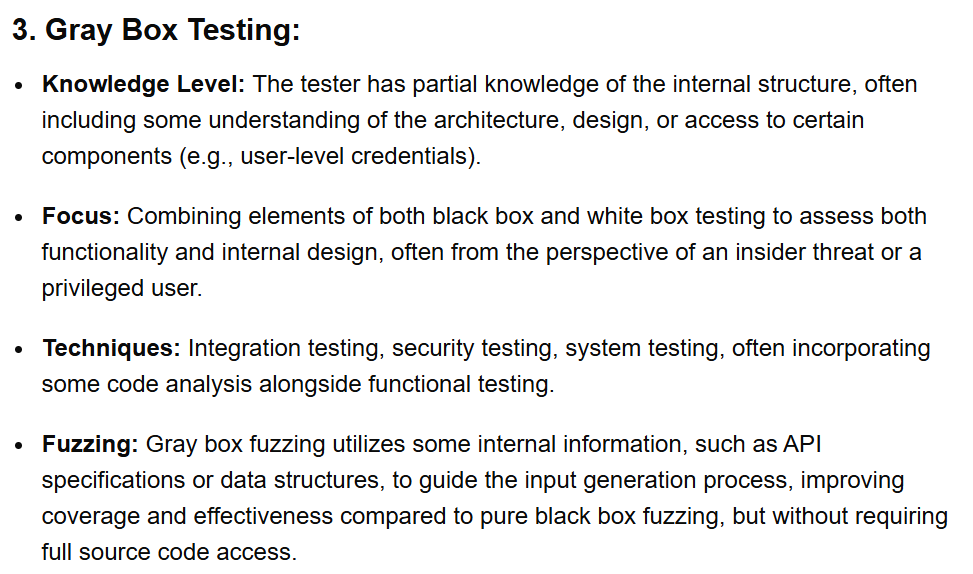 3. Gray Box Testing:
• Knowledge Level: The tester has partial knowledge of the internal structure, often
including some understanding of the architecture, design, or access to certain
components (e.g., user-level credentials).
• Focus: Combining elements of both black box and white box testing to assess both
functionality and internal design, often from the perspective of an insider threat or a
privileged user.
• Techniques: Integration testing, security testing, system testing, often incorporating
some code analysis alongside functional testing.
• Fuzzing: Gray box fuzzing utilizes some internal information, such as API
specifications or data structures, to guide the input generation process, improving
coverage and effectiveness compared to pure black box fuzzing, but without requiring
full source code access.